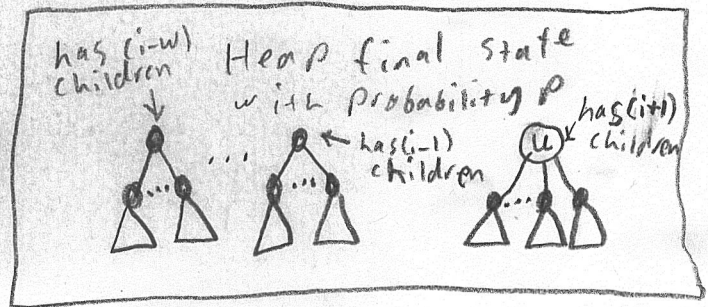 has (i-w)
children
Heap final state
with probability p
has (i-1)
children
u
has (i+1)
children